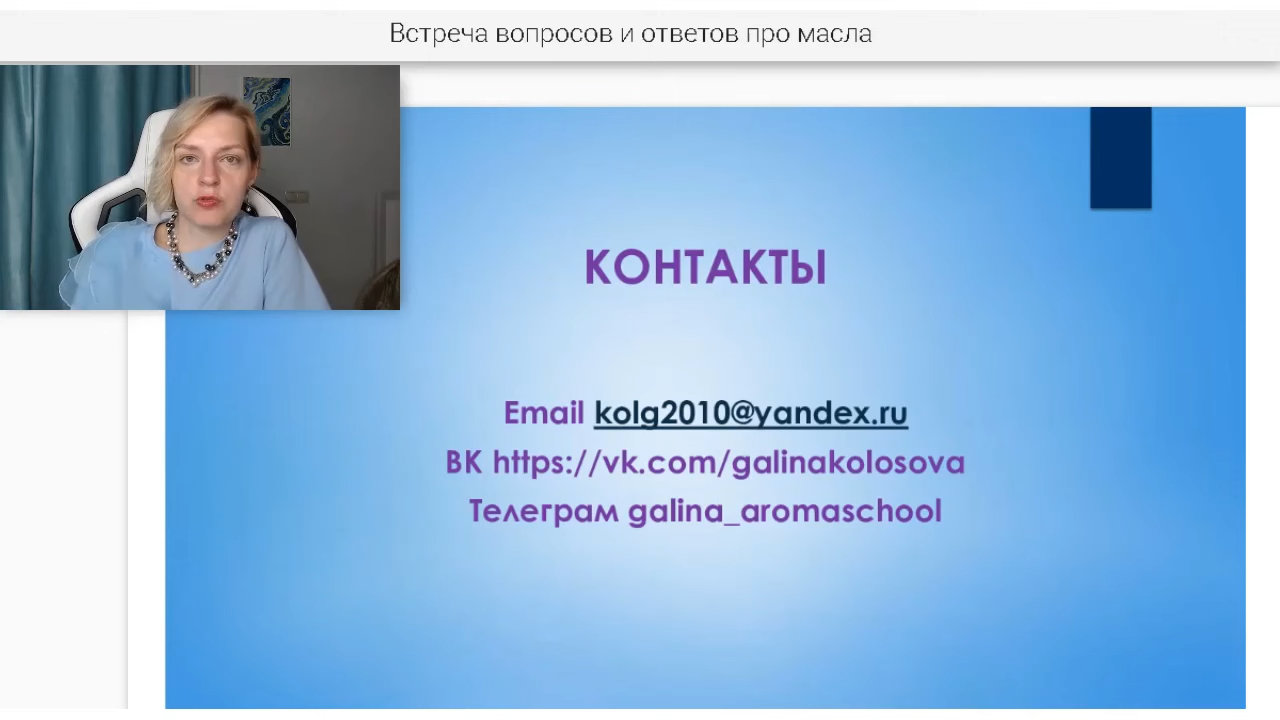 Встреча вопросов и ответов про масла
КОНТАКТЫ
Email kolg2010@yandex.ru
ВК https://vk.com/galinakolosova
Телеграм galina_aromaschool